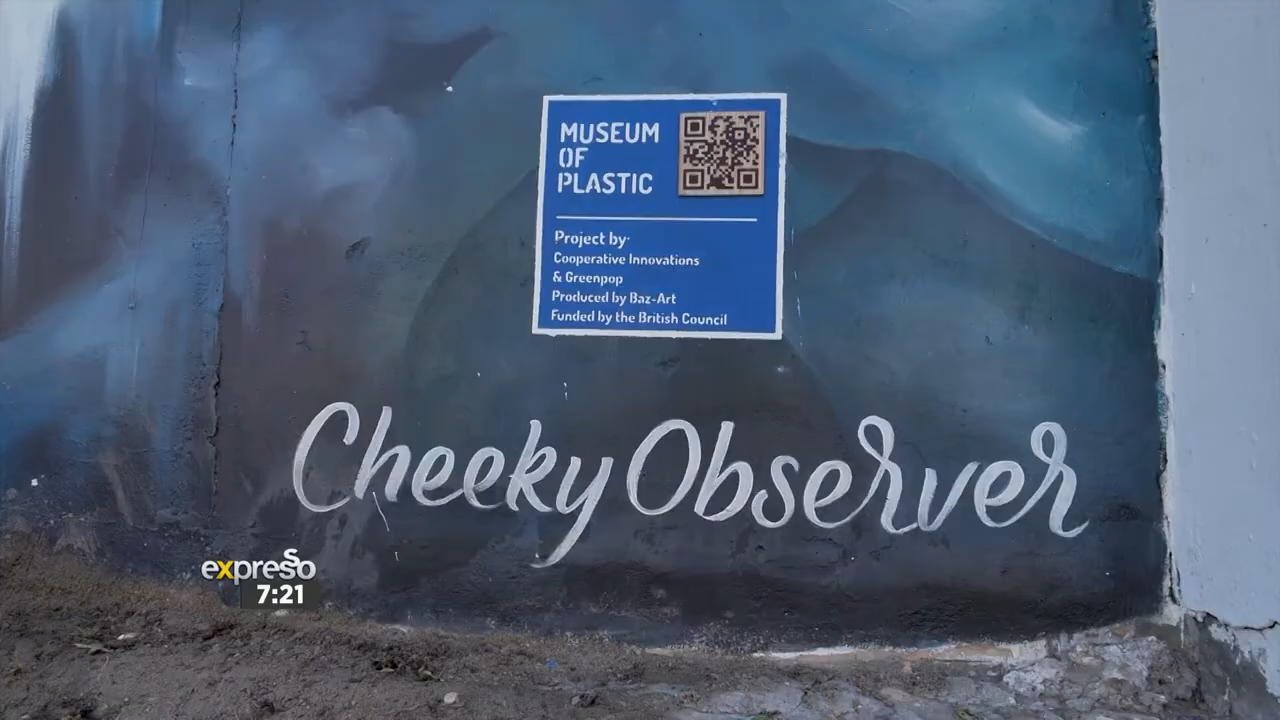 MUSEUM
OF
PLASTIC
Project by:
Cooperative Innovations
& Greenpop
Produced by Baz-Art
Funded by the British Council
Cheeky Observer
expresso
7:21